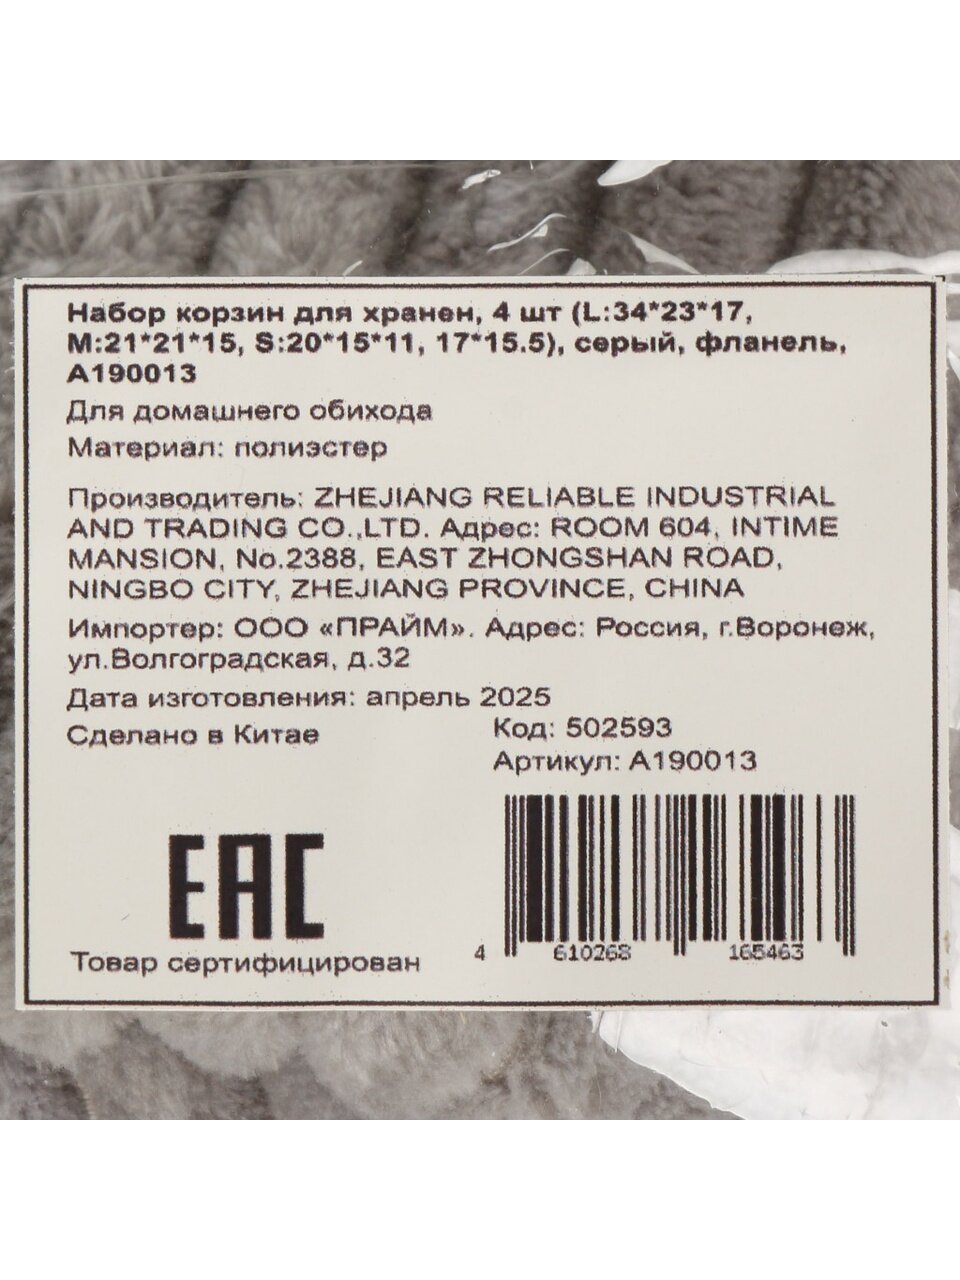 Набор корзин для хранен, 4 шт (L:34*23*17,
M:21*21*15, S:20*15*11, 17*15.5), серый, фланель,
A190013
Для домашнего обихода
Материал: полиэстер
Производитель: ZHEJIANG RELIABLE INDUSTRIAL
AND TRADING CO.,LTD. Адрес: ROOM 604, INTIME
MANSION, No.2388, EAST ZHONGSHAN ROAD,
NINGBO CITY, ZHEJIANG PROVINCE, CHINA
Импортер: ООО «ПРАЙМ». Адрес: Россия, г.Воронеж,
ул.Волгоградская, д.32
Дата изготовления: апрель 2025
Сделано в Китае
Код: 502593
Артикул: A190013
EAC
Товар сертифицирован
4 610268 165463